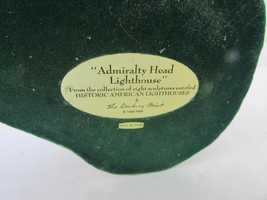 "Admiralty Head
Lighthouse"
From the collection of eight sculptures entitled
HISTORIC AMERICAN LIGHTHOUSES
The Danbury Mint